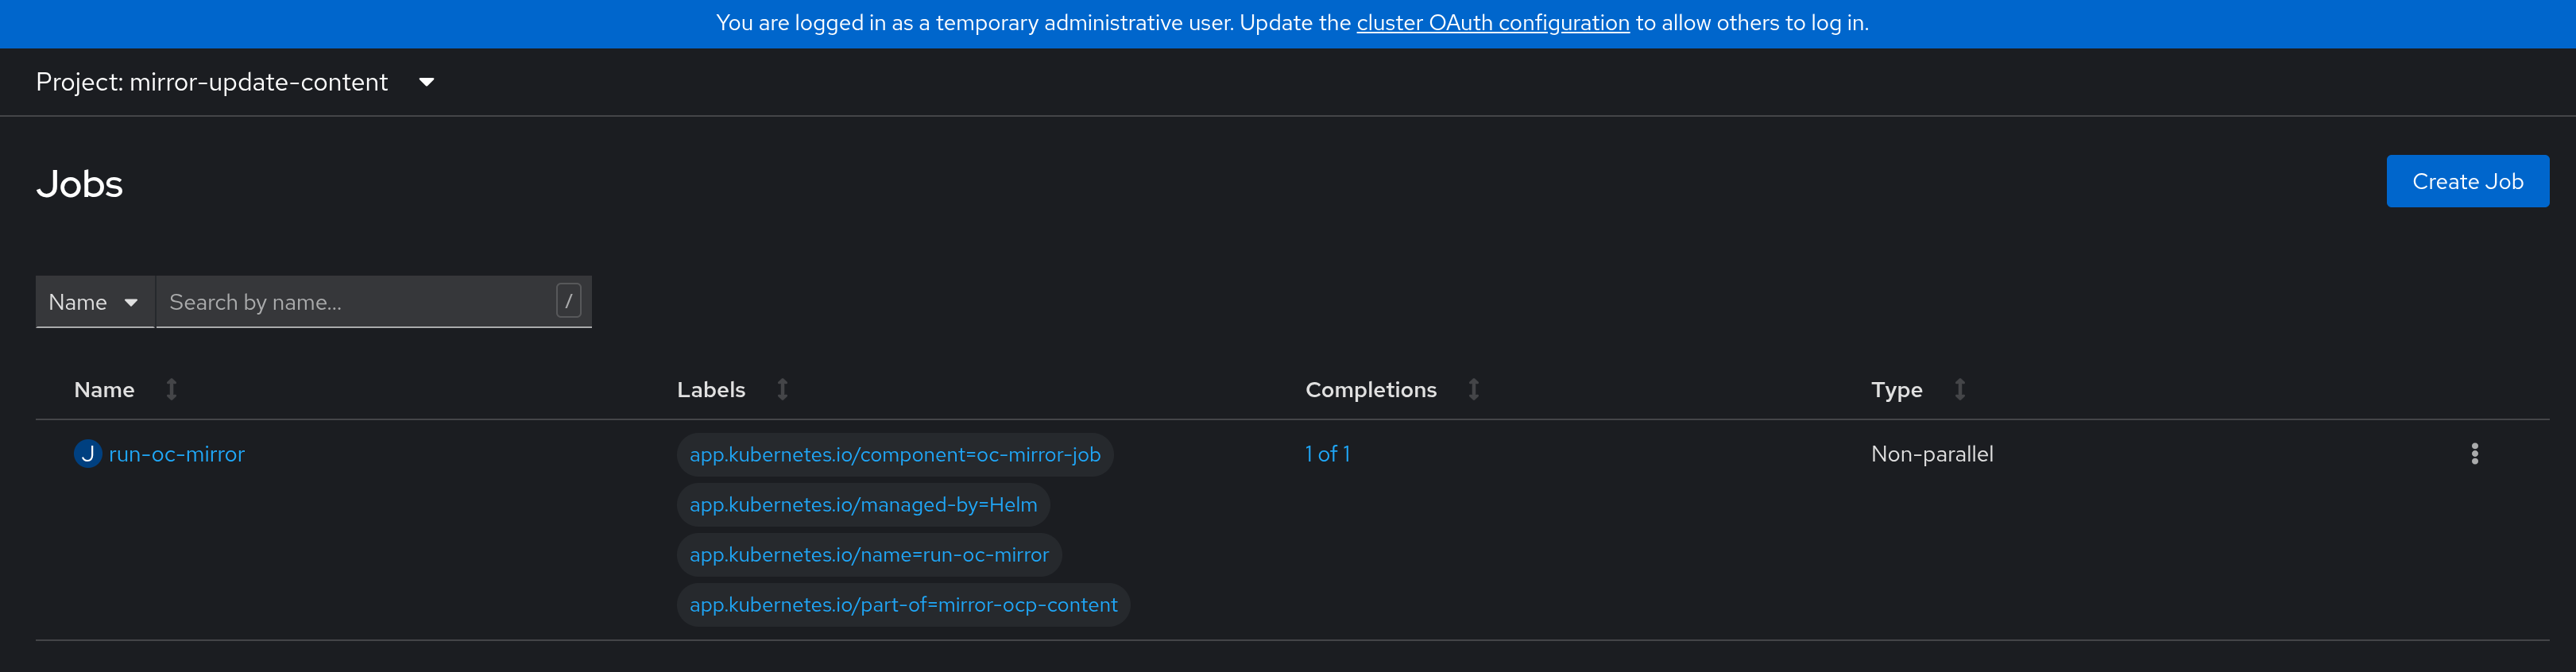 You are logged in as a temporary administrative user. Update the cluster OAuth configuration to allow others to log in.
Project: mirror-update-content
Jobs
Create Job
Name
Search by name...
/
Name
Labels
Completions
Type
J run-oc-mirror
app.kubernetes.io/component=oc-mirror-job
1 of 1
Non-parallel
app.kubernetes.io/managed-by=Helm
app.kubernetes.io/name=run-oc-mirror
app.kubernetes.io/part-of=mirror-ocp-content